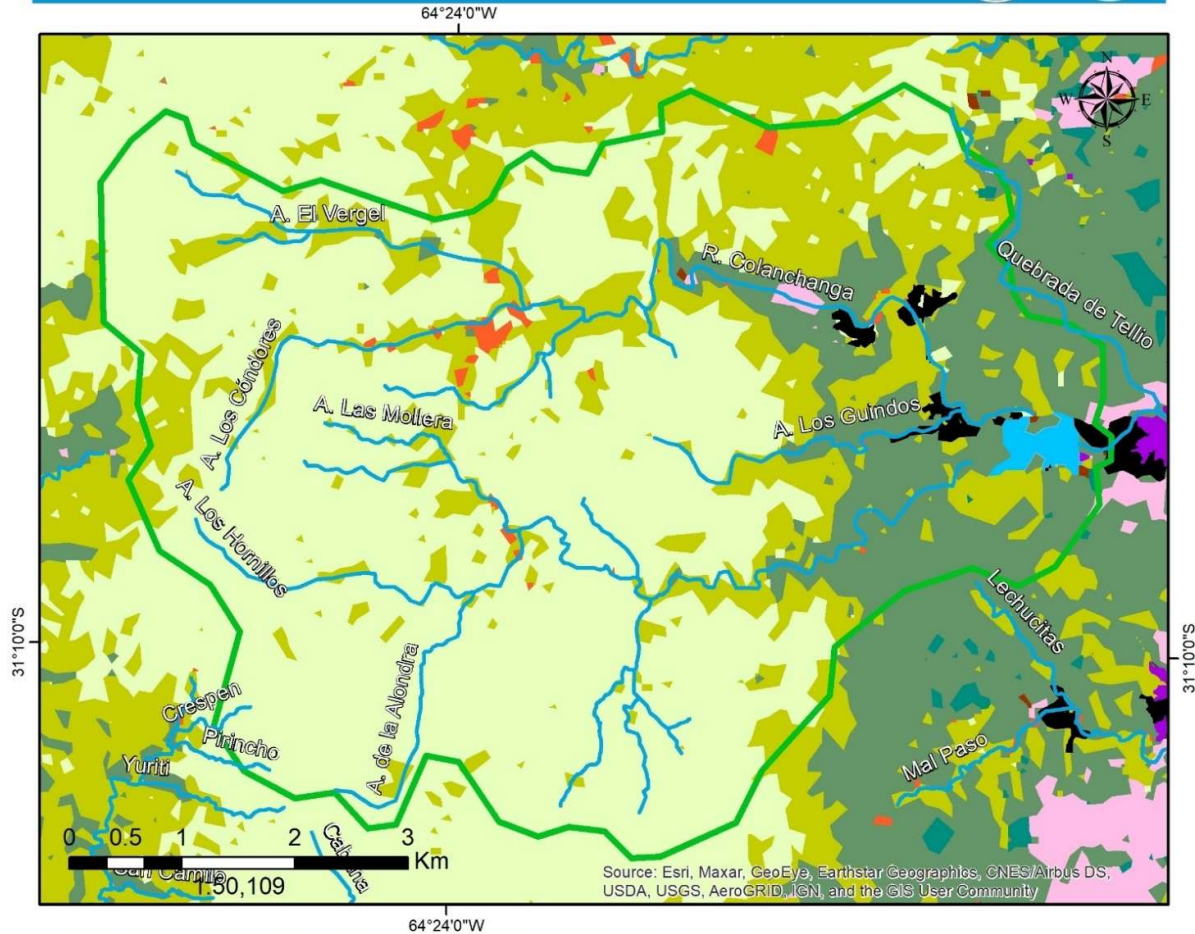 64°24'0"W
N
W E
S
A. El Vergel
R. Colanchanga
Quebrada de Tellio
A. Los Cóndores
A. Las Mollera
A. Los Guindos
A. Los Hornillos
Lechucitas
31°10'0"S
31°10'0"S
A. de la Alondra
Crespen
Pirincho
Yuriti
Mal Paso
0 0.5 1 2 3
Km
San Camilo
1:50,109
Source: Esri, Maxar, GeoEye, Earthstar Geographics, CNES/Airbus DS,
USDA, USGS, AeroGRID, IGN, and the GIS User Community
64°24'0"W